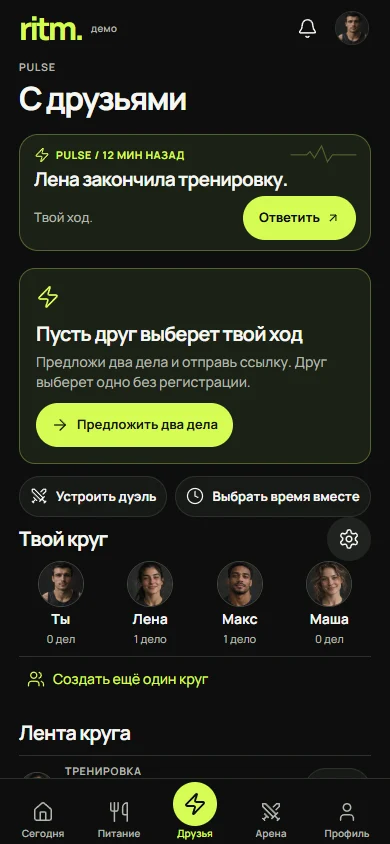 ritm. демо
PULSE
С друзьями
PULSE / 12 МИН НАЗАД
Лена закончила тренировку.
Твой ход.
Ответить
Пусть друг выберет твой ход
Предложи два дела и отправь ссылку. Друг
выберет одно без регистрации.
Предложить два дела
Устроить дуэль Выбрать время вместе
Твой круг
Ты Лена Макс Маша
0 дел 1 дело 1 дело 0 дел
Создать ещё один круг
Лента круга
ТРЕНИРОВКА
Сегодня Питание Друзья Арена Профиль